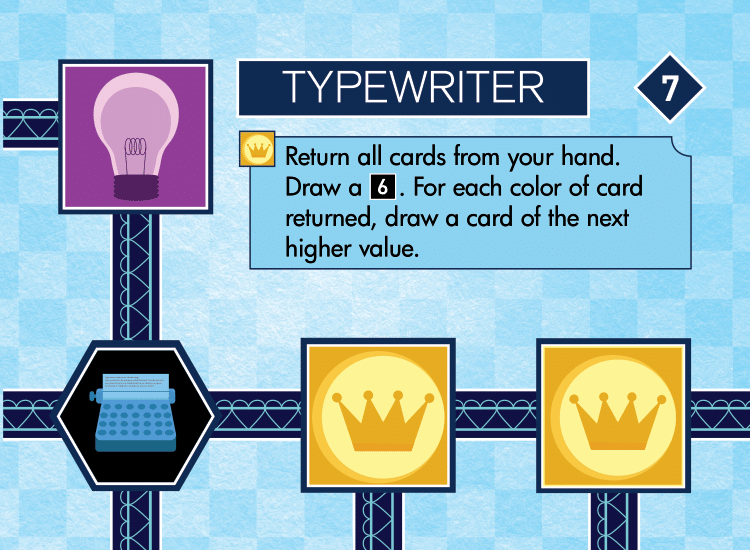 TYPEWRITER
7
Return all cards from your hand.
Draw a 6. For each color of card
returned, draw a card of the next
higher value.